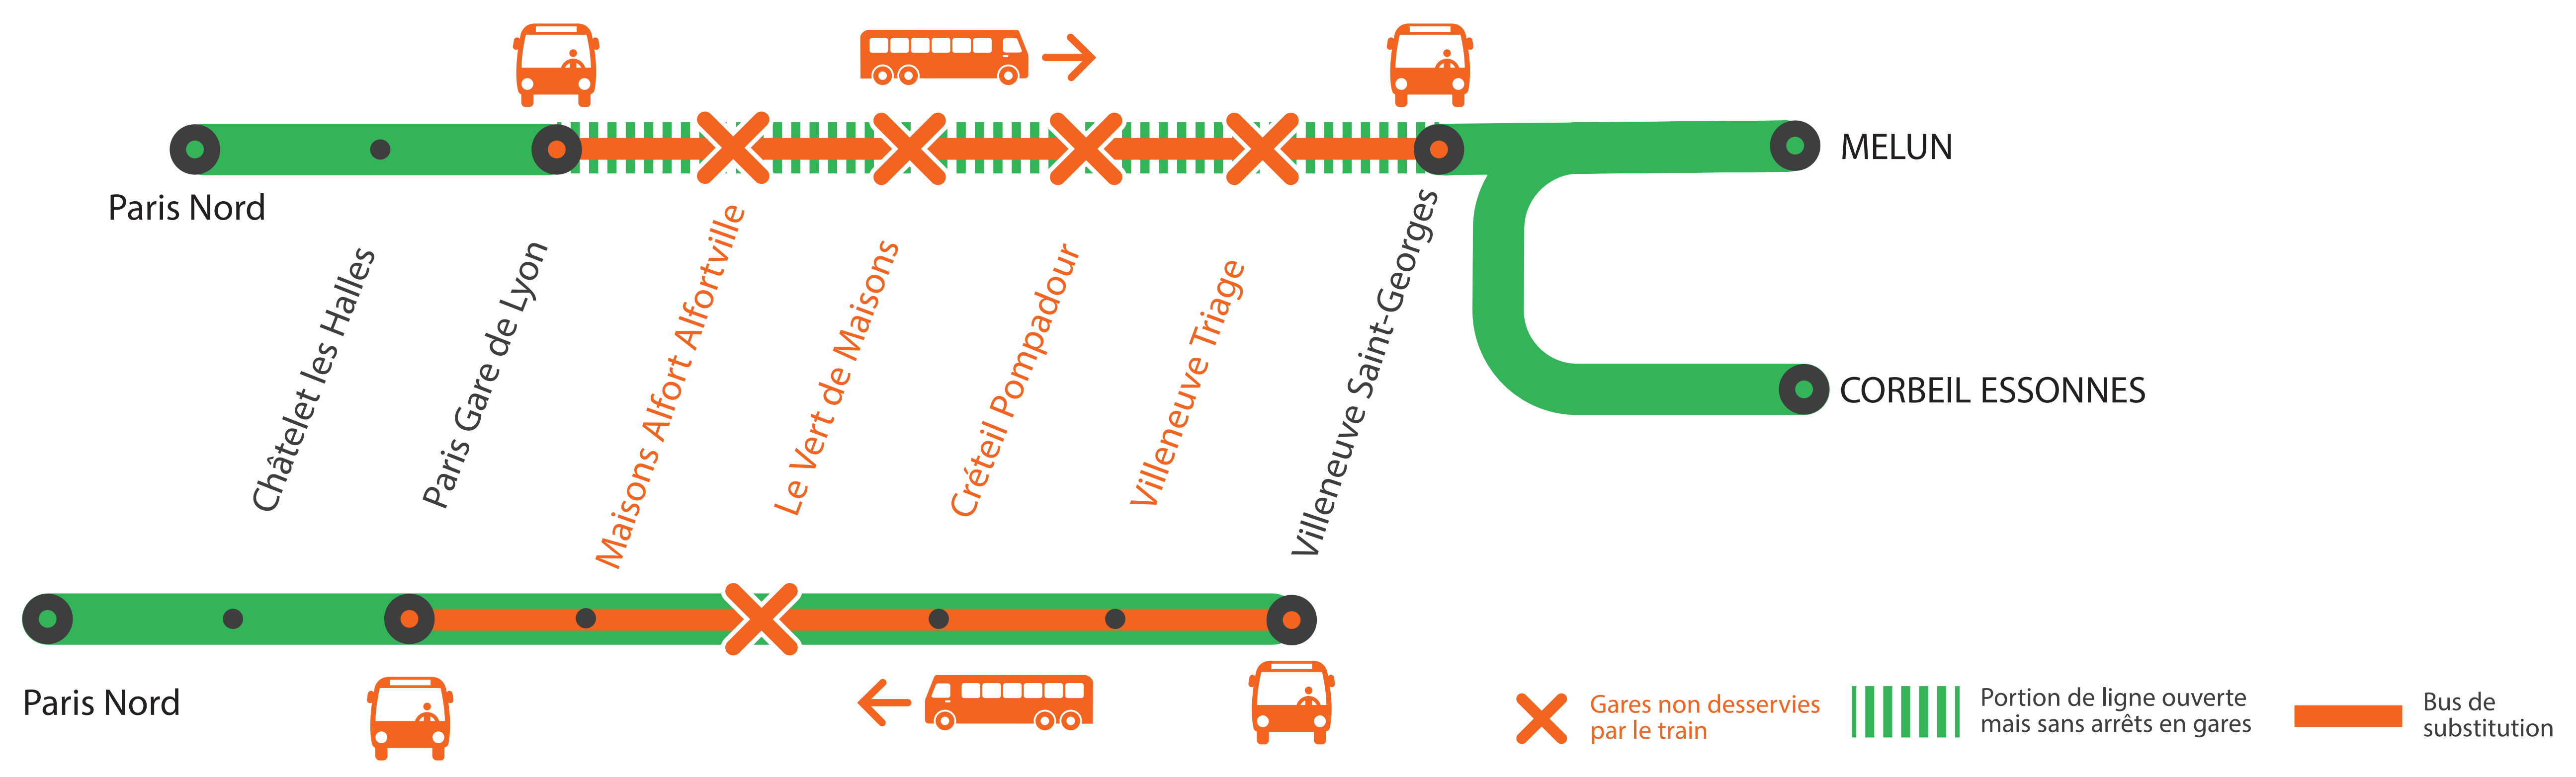 MELUN
Paris Nord
Châtelet les Halles
Paris Gare de Lyon
Maisons Alfort Alfortville
Le Vert de Maisons
Créteil Pompadour
Villeneuve Triage
Villeneuve Saint-Georges
CORBEIL ESSONNES
Paris Nord
Gares non desservies
par le train
Portion de ligne ouverte
mais sans arrêts en gares
Bus de
substitution